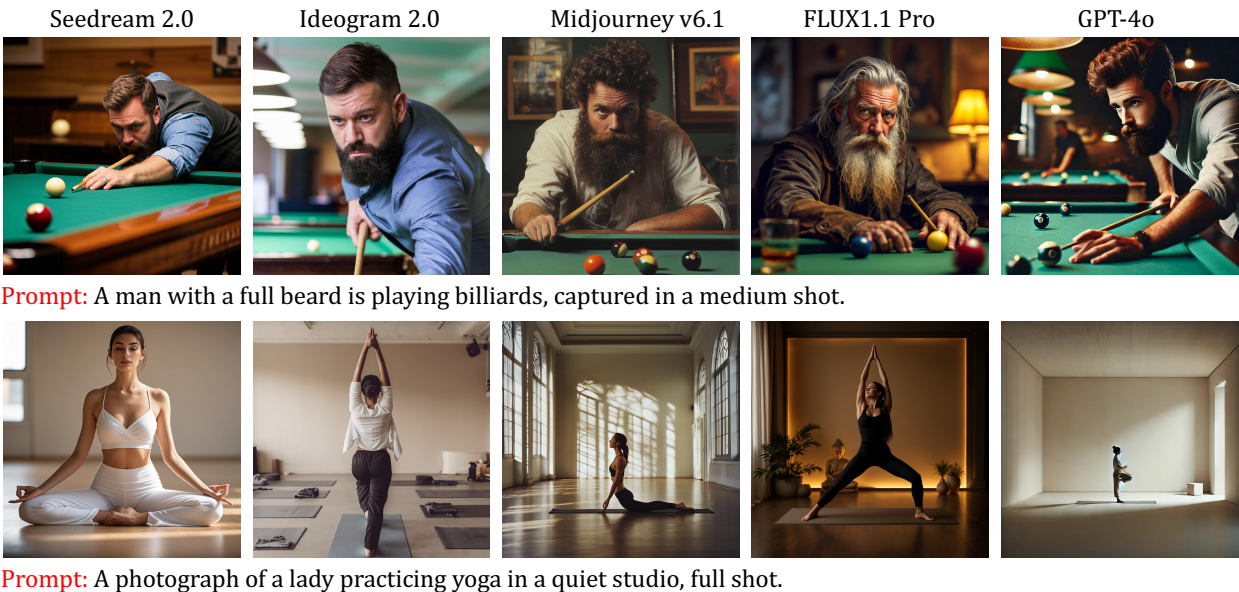 Seedream 2.0 Ideogram 2.0 Midjourney v6.1 FLUX1.1 Pro GPT-4o
Prompt: A man with a full beard is playing billiards, captured in a medium shot.
Prompt: A photograph of a lady practicing yoga in a quiet studio, full shot.